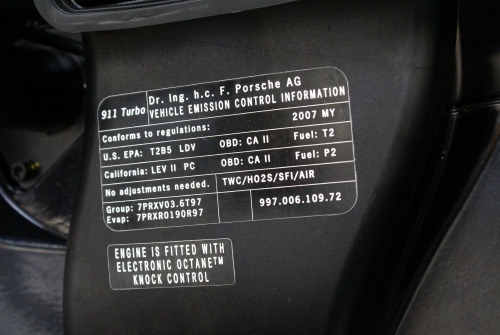 911 Turbo Dr. Ing. h.c. F. Porsche AG
VEHICLE EMISSION CONTROL INFORMATION
Conforms to regulations: 2007 MY
U.S. EPA: T2B5 LDV OBD: CA II Fuel: T2
California: LEV II PC OBD: CA II Fuel: P2
No adjustments needed. TWC/HO2S/SFI/AIR
Group: 7PRXV03.6T97
Evap: 7PRXR0190R97 997.006.109.72
ENGINE IS FITTED WITH
ELECTRONIC OCTANE™
KNOCK CONTROL